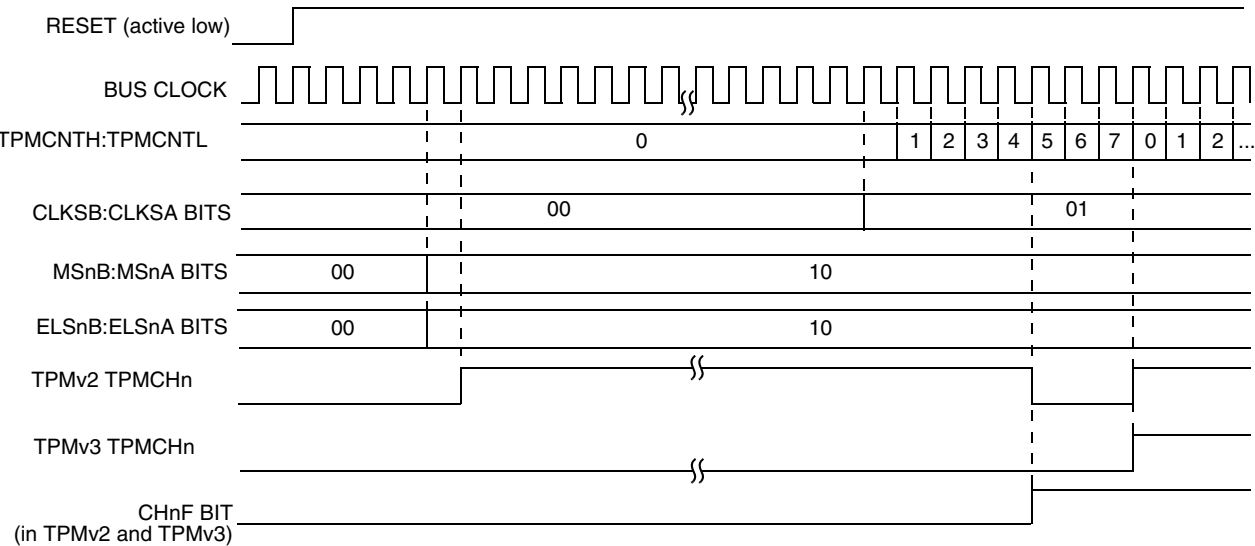 RESET (active low)
BUS CLOCK
TPMCNTH:TPMCNTL 0 1 2 3 4 5 6 7 0 1 2 ...
CLKSB:CLKSA BITS 00 01
MSnB:MSnA BITS 00 10
ELSnB:ELSnA BITS 00 10
TPMv2 TPMCHn
TPMv3 TPMCHn
CHnF BIT
(in TPMv2 and TPMv3)